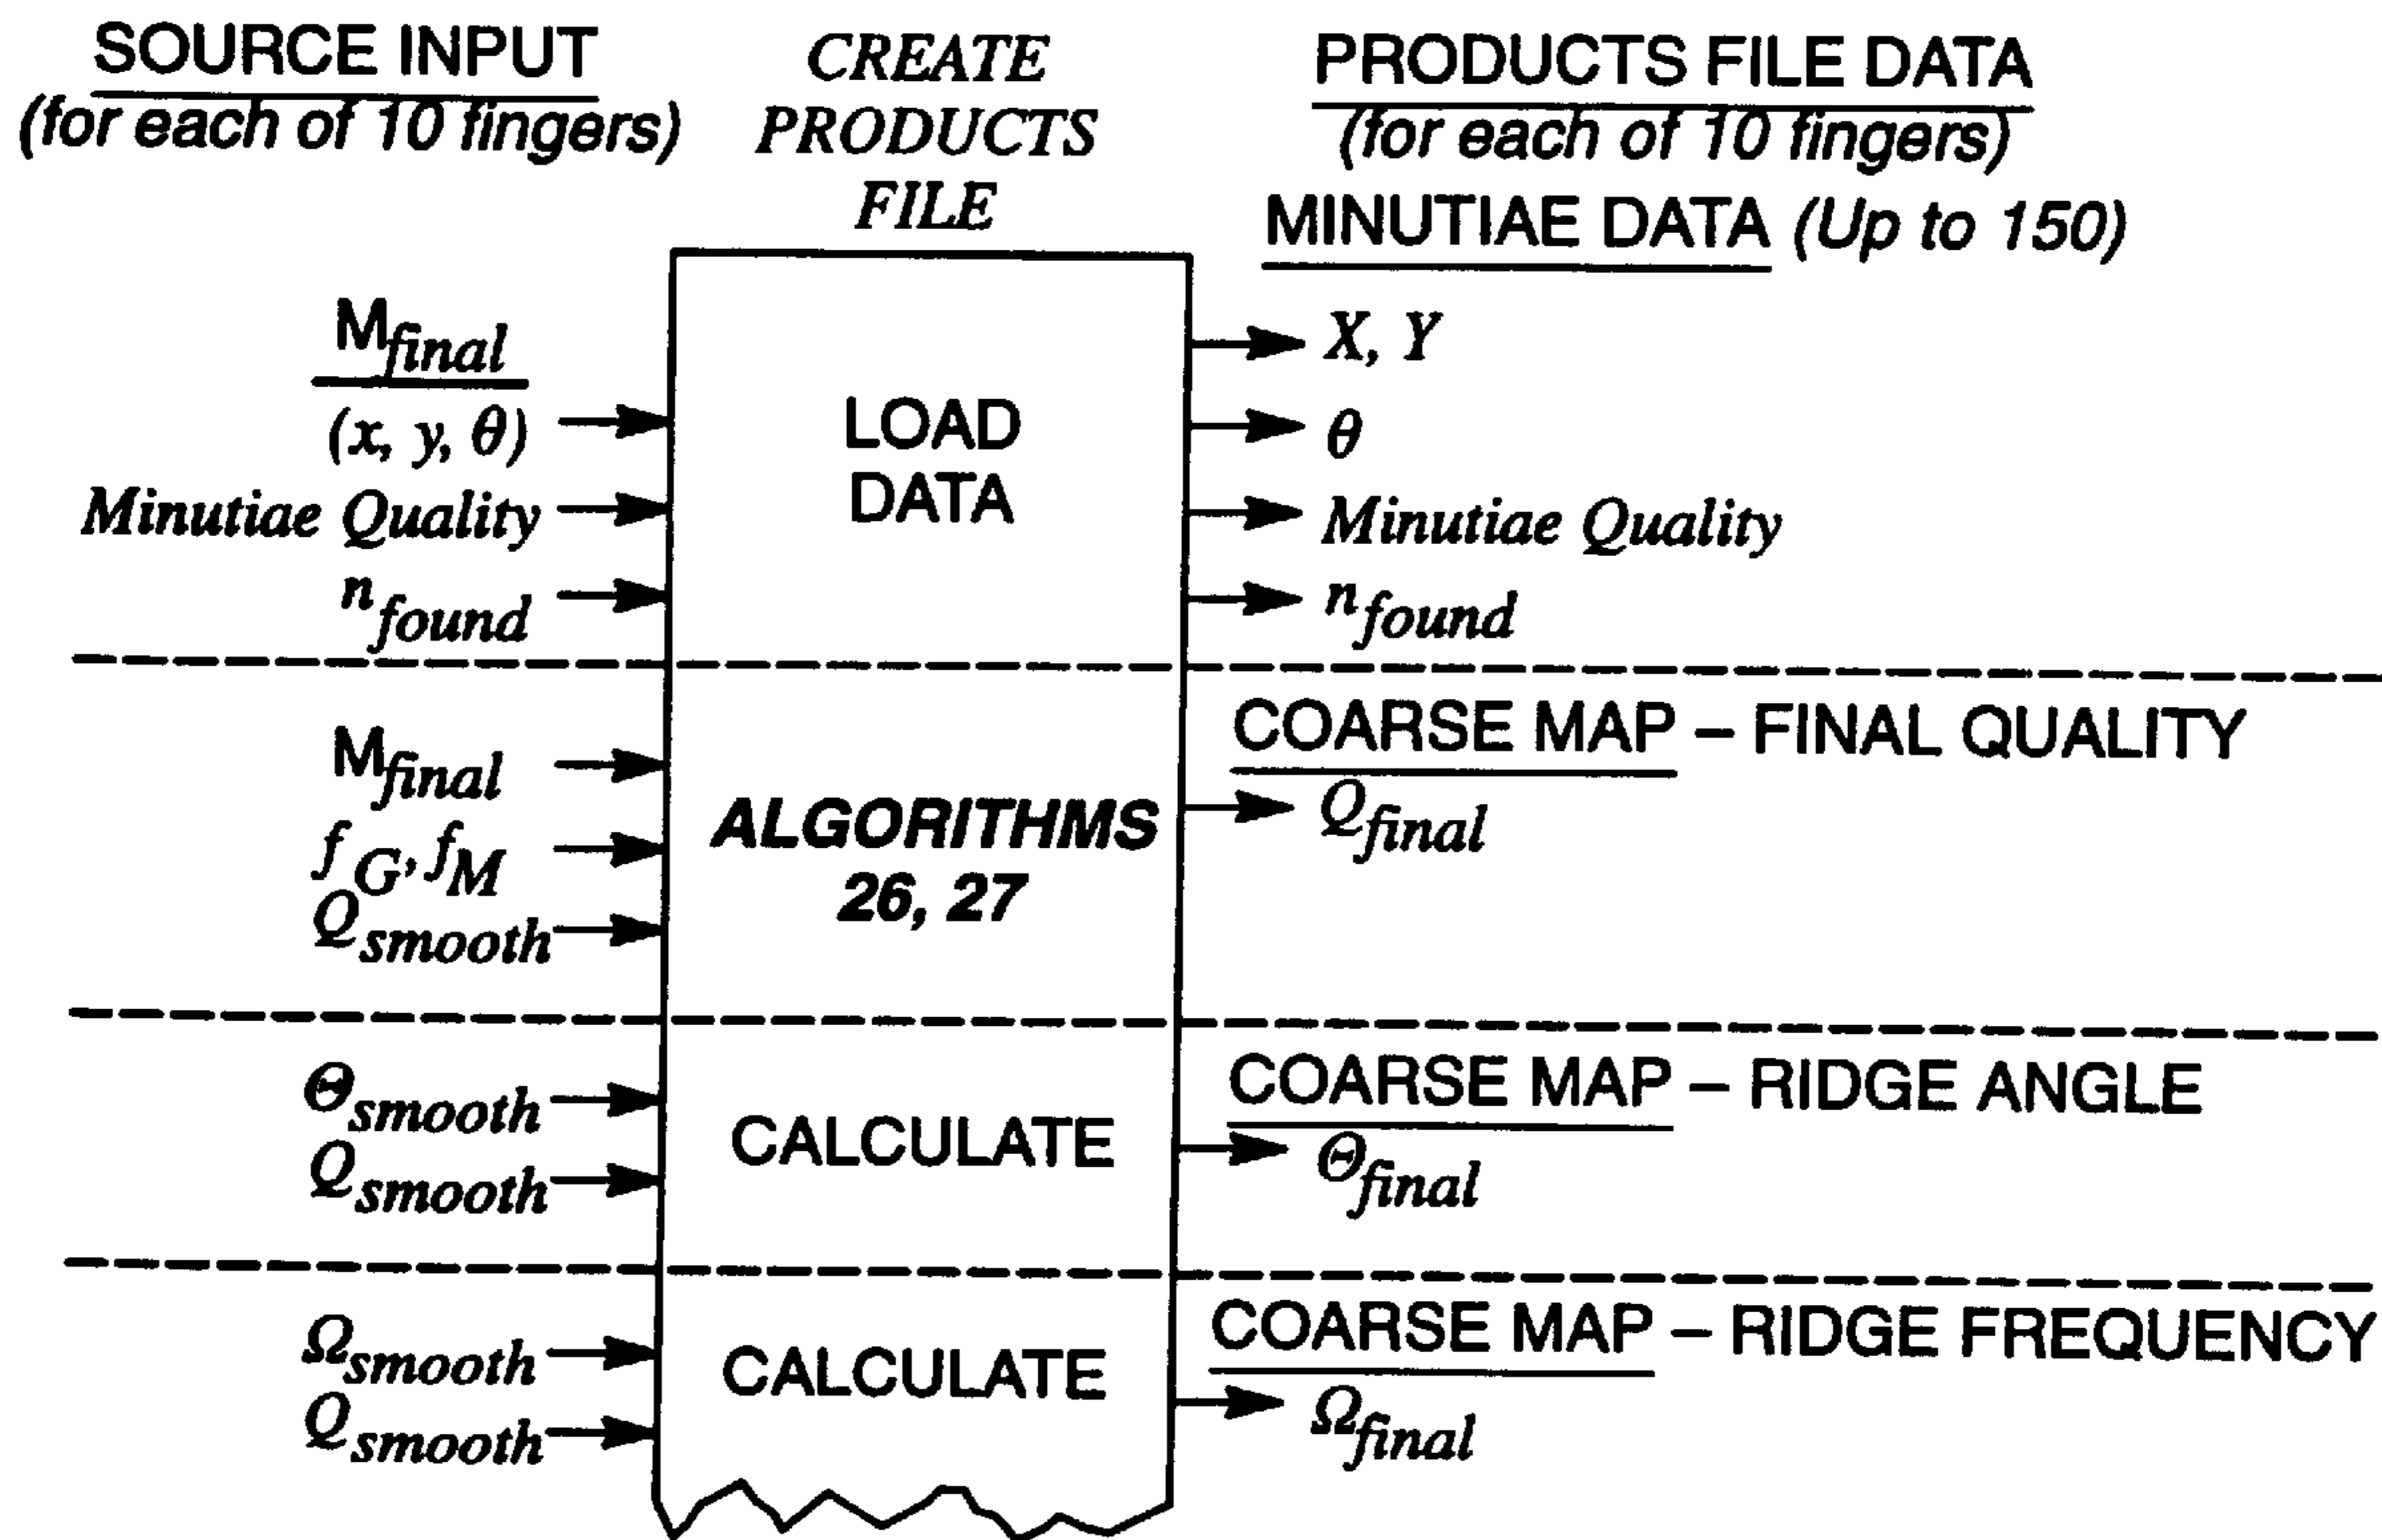 SOURCE INPUT
(for each of 10 fingers)
CREATE
PRODUCTS
FILE
PRODUCTS FILE DATA
(for each of 10 fingers)
MINUTIAE DATA (Up to 150)
M_final
(x, y, θ)
Minutiae Quality
n_found
LOAD
DATA
X, Y
θ
Minutiae Quality
n_found
M_final
f_G, f_M
Q_smooth
ALGORITHMS
26, 27
COARSE MAP – FINAL QUALITY
Q_final
Θ_smooth
Q_smooth
CALCULATE
COARSE MAP – RIDGE ANGLE
Θ_final
Ω_smooth
Q_smooth
CALCULATE
COARSE MAP – RIDGE FREQUENCY
Ω_final